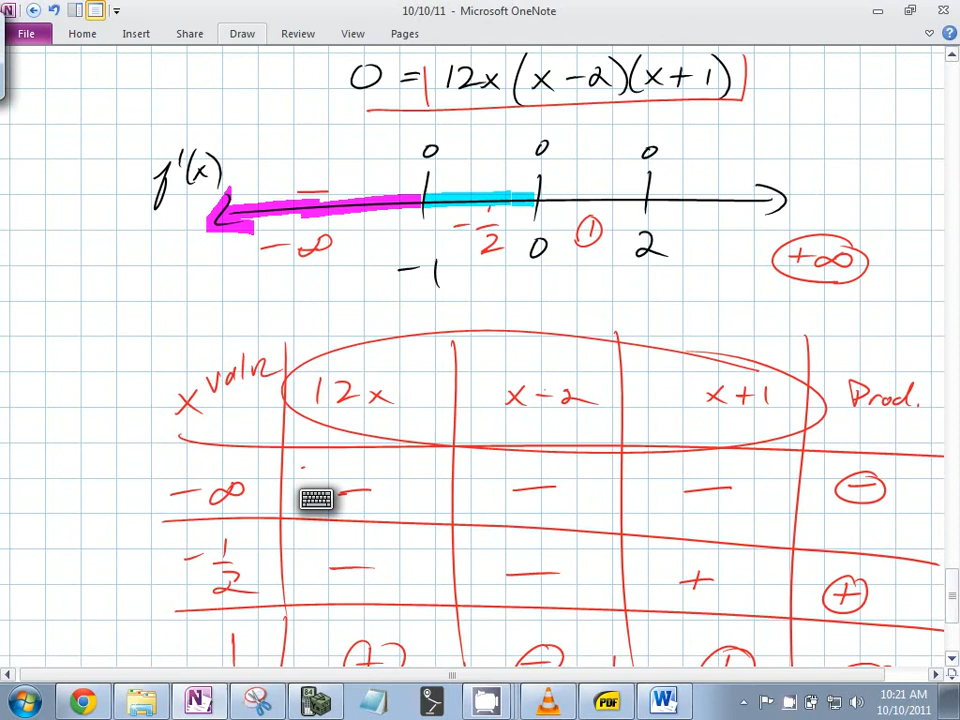 10/10/11 - Microsoft OneNote
File Home Insert Share Draw Review View Pages
0 = 12x(x-2)(x+1)
0 0 0
f'(x)
−
-∞ -1/2 0 1 2 +∞
-1
x value 12x x-2 x+1 Prod.
-∞ − − − −
-1/2 − − + +
1 +
10:21 AM
10/10/2011